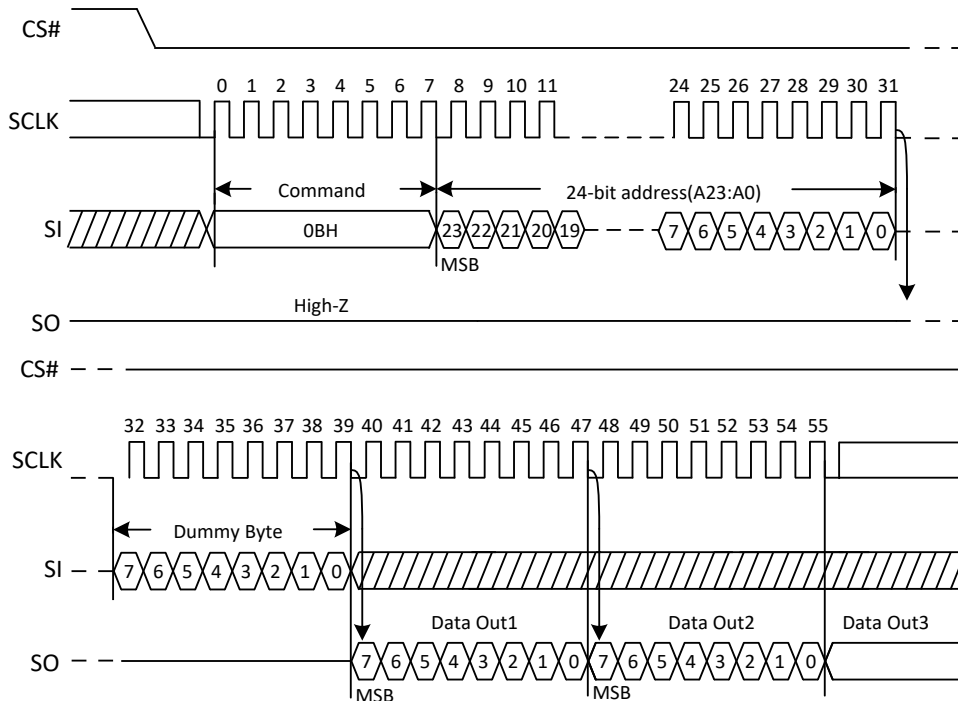 CS#
0 1 2 3 4 5 6 7 8 9 10 11 24 25 26 27 28 29 30 31
SCLK
Command 24-bit address(A23:A0)
SI 0BH 23 22 21 20 19 7 6 5 4 3 2 1 0
MSB
High-Z
SO
CS#
32 33 34 35 36 37 38 39 40 41 42 43 44 45 46 47 48 49 50 51 52 53 54 55
SCLK
Dummy Byte
SI 7 6 5 4 3 2 1 0
Data Out1 Data Out2 Data Out3
SO 7 6 5 4 3 2 1 0 7 6 5 4 3 2 1 0
MSB MSB